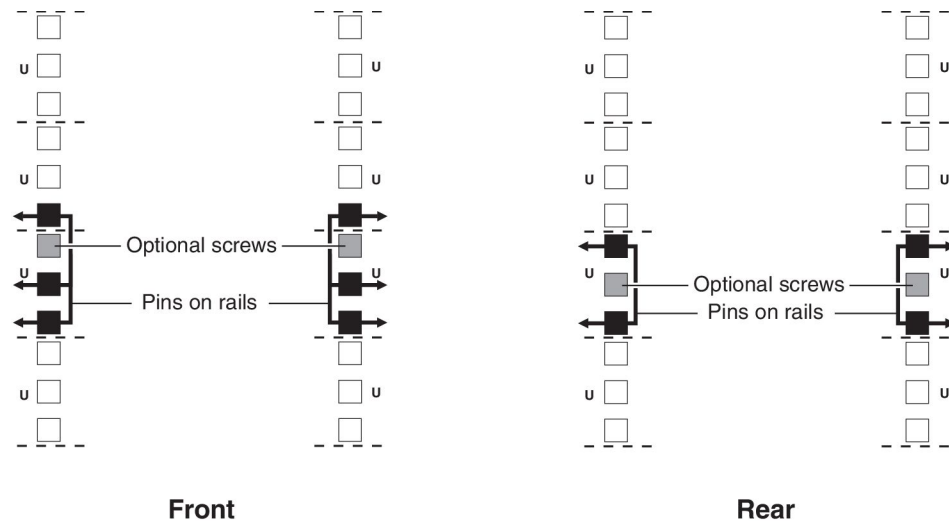 U U U U
U U U U
Optional screws
U U U U
Optional screws
Pins on rails
Pins on rails
U U U U
Front Rear